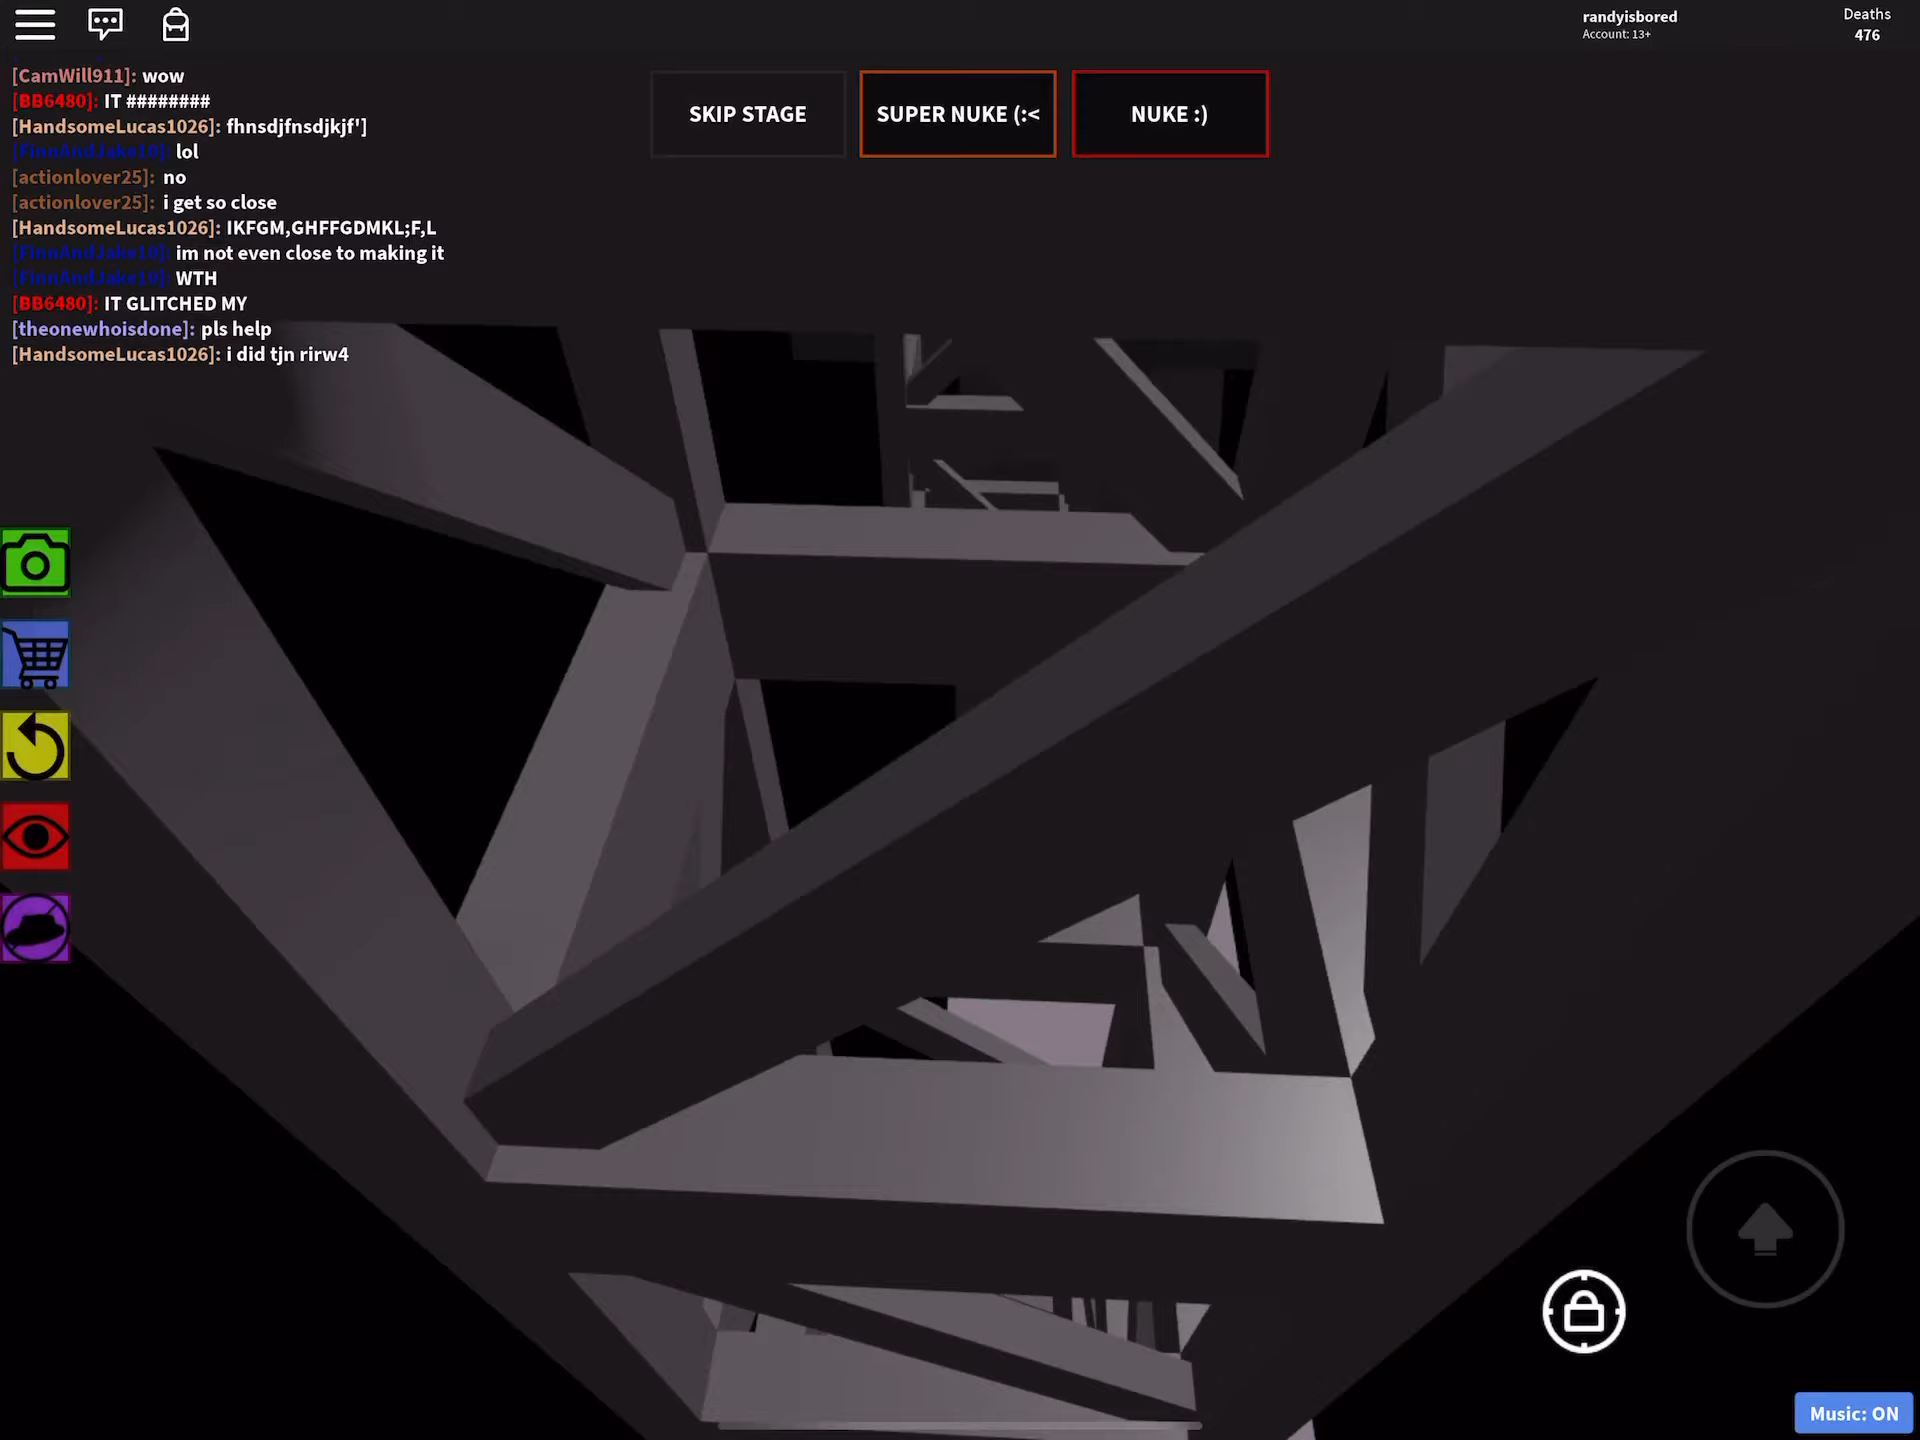 randyisbored
Account: 13+
Deaths
476
[CamWill911]: wow
[BB6480]: IT ########
[HandsomeLucas1026]: fhnsdjfnsdjkjf']
[FinnAndJake10]: lol
[actionlover25]: no
[actionlover25]: i get so close
[HandsomeLucas1026]: IKFGM,GHFFGDMKL;F,L
[FinnAndJake10]: im not even close to making it
[FinnAndJake10]: WTH
[BB6480]: IT GLITCHED MY
[theonewhoisdone]: pls help
[HandsomeLucas1026]: i did tjn rirw4
SKIP STAGE
SUPER NUKE (:<
NUKE :)
Music: ON